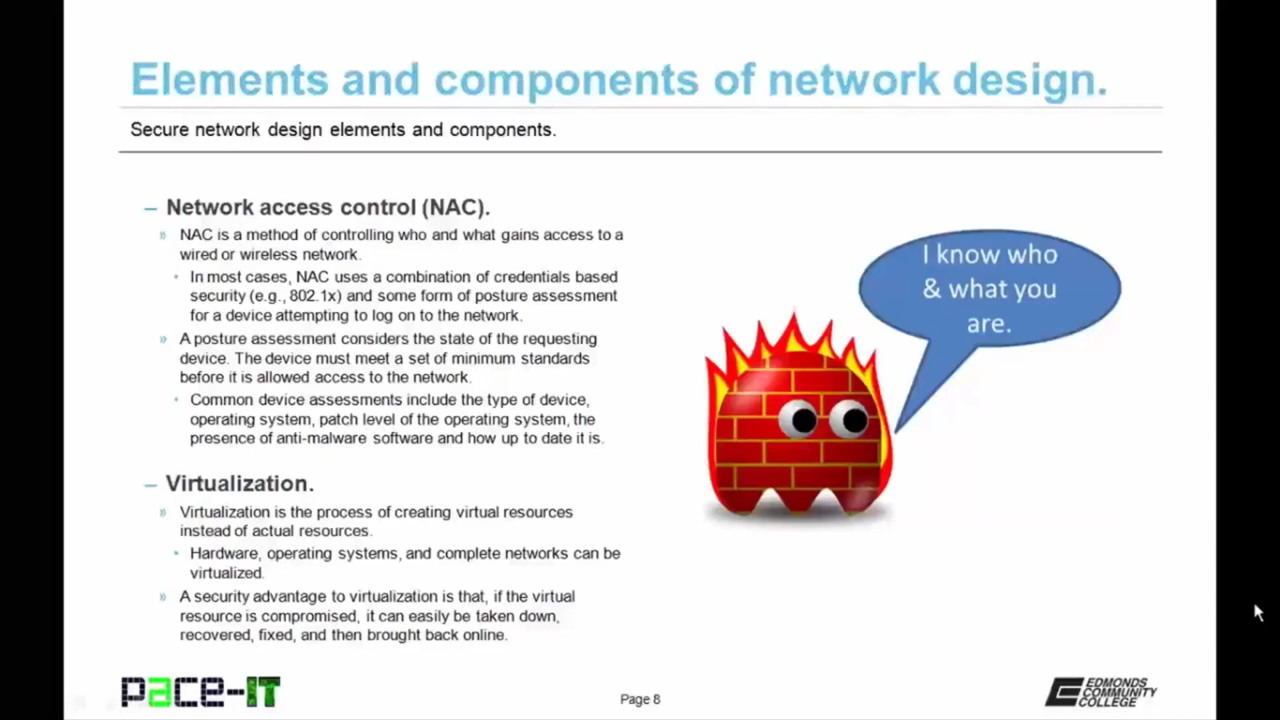 Elements and components of network design.
Secure network design elements and components.
– Network access control (NAC).
» NAC is a method of controlling who and what gains access to a
wired or wireless network.
• In most cases, NAC uses a combination of credentials based
security (e.g., 802.1x) and some form of posture assessment
for a device attempting to log on to the network.
» A posture assessment considers the state of the requesting
device. The device must meet a set of minimum standards
before it is allowed access to the network.
• Common device assessments include the type of device,
operating system, patch level of the operating system, the
presence of anti-malware software and how up to date it is.
– Virtualization.
» Virtualization is the process of creating virtual resources
instead of actual resources.
• Hardware, operating systems, and complete networks can be
virtualized.
» A security advantage to virtualization is that, if the virtual
resource is compromised, it can easily be taken down,
recovered, fixed, and then brought back online.
I know who
& what you
are.
pace-IT
Page 8
EDMONDS
COMMUNITY
COLLEGE